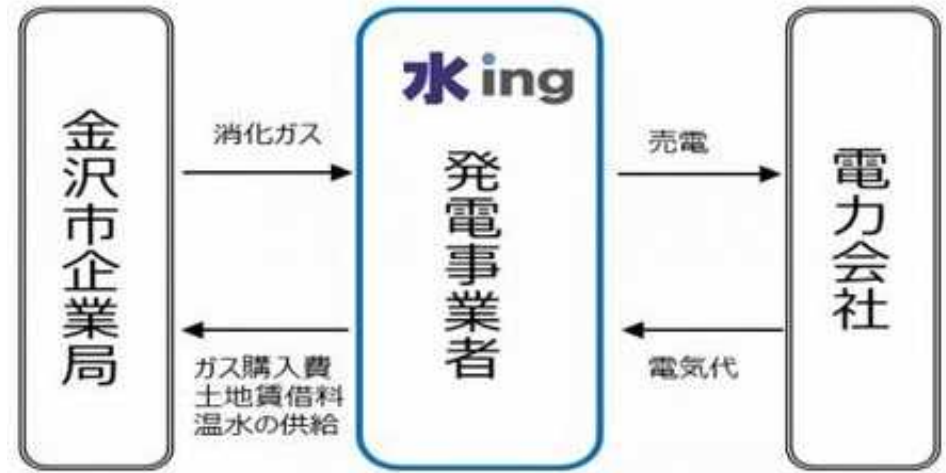 金沢市企業局
消化ガス
ガス購入費
土地賃借料
温水の供給
水ing
発電事業者
売電
電気代
電力会社